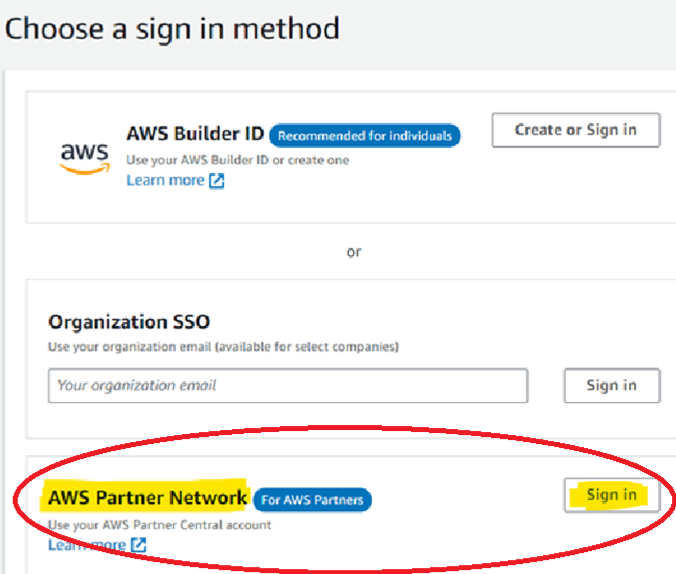 Choose a sign in method
aws
AWS Builder ID Recommended for individuals
Create or Sign in
Use your AWS Builder ID or create one
Learn more
or
Organization SSO
Use your organization email (available for select companies)
Your organization email
Sign in
AWS Partner Network For AWS Partners
Sign in
Use your AWS Partner Central account
Learn more